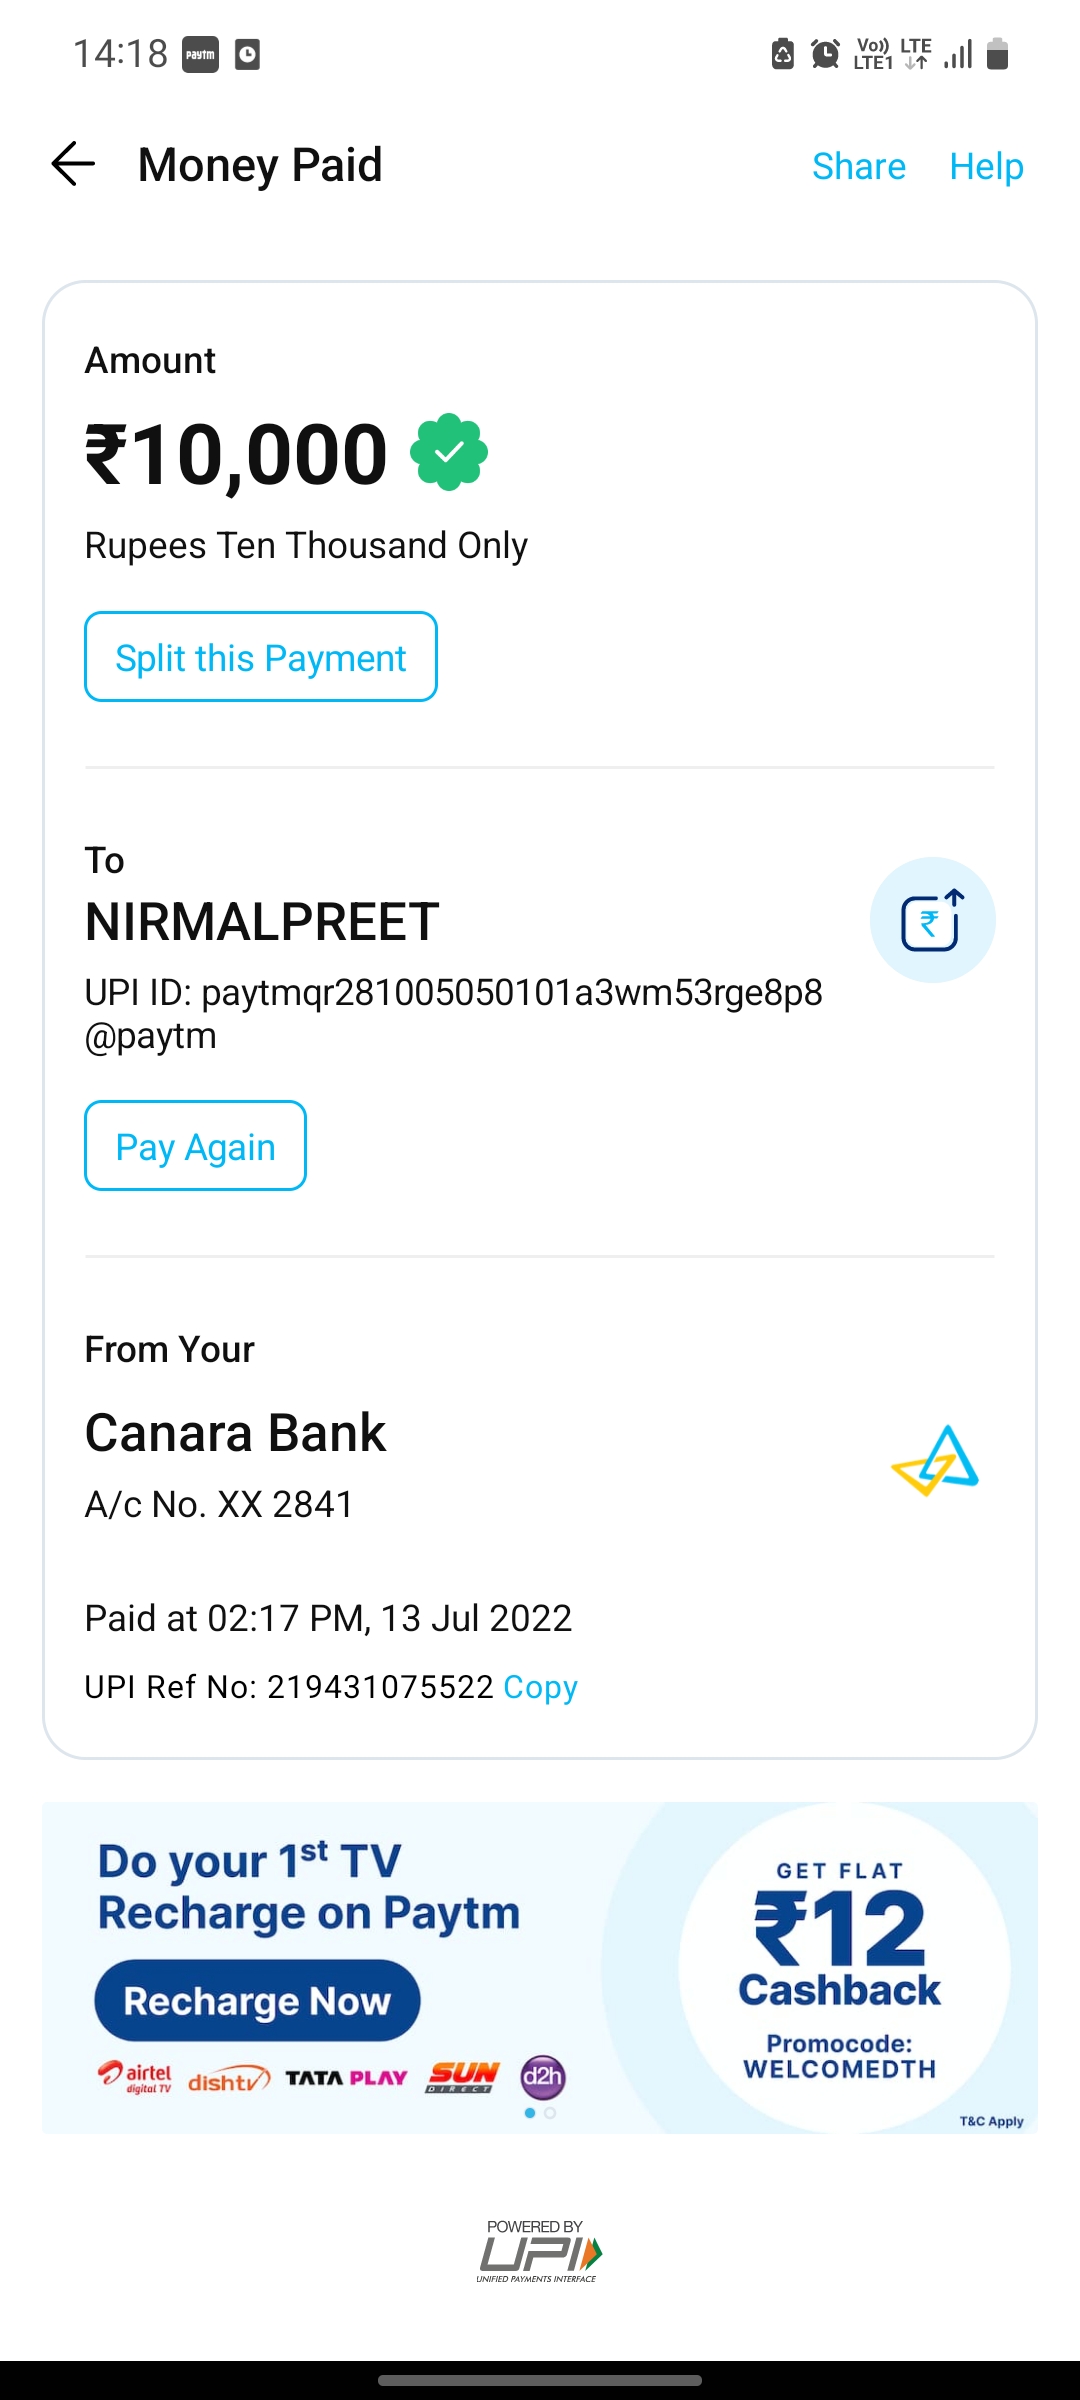 14:18 paytm Vo)) LTE1 LTE
Money Paid Share Help
Amount
₹10,000
Rupees Ten Thousand Only
Split this Payment
To
NIRMALPREET
UPI ID: paytmqr281005050101a3wm53rge8p8
@paytm
₹
Pay Again
From Your
Canara Bank
A/c No. XX 2841
Paid at 02:17 PM, 13 Jul 2022
UPI Ref No: 219431075522 Copy
Do your 1st TV
Recharge on Paytm
Recharge Now
airtel digital TV dishtv TATA PLAY SUN DIRECT d2h
GET FLAT
₹12
Cashback
Promocode:
WELCOMEDTH
T&C Apply
POWERED BY
UPI
UNIFIED PAYMENTS INTERFACE